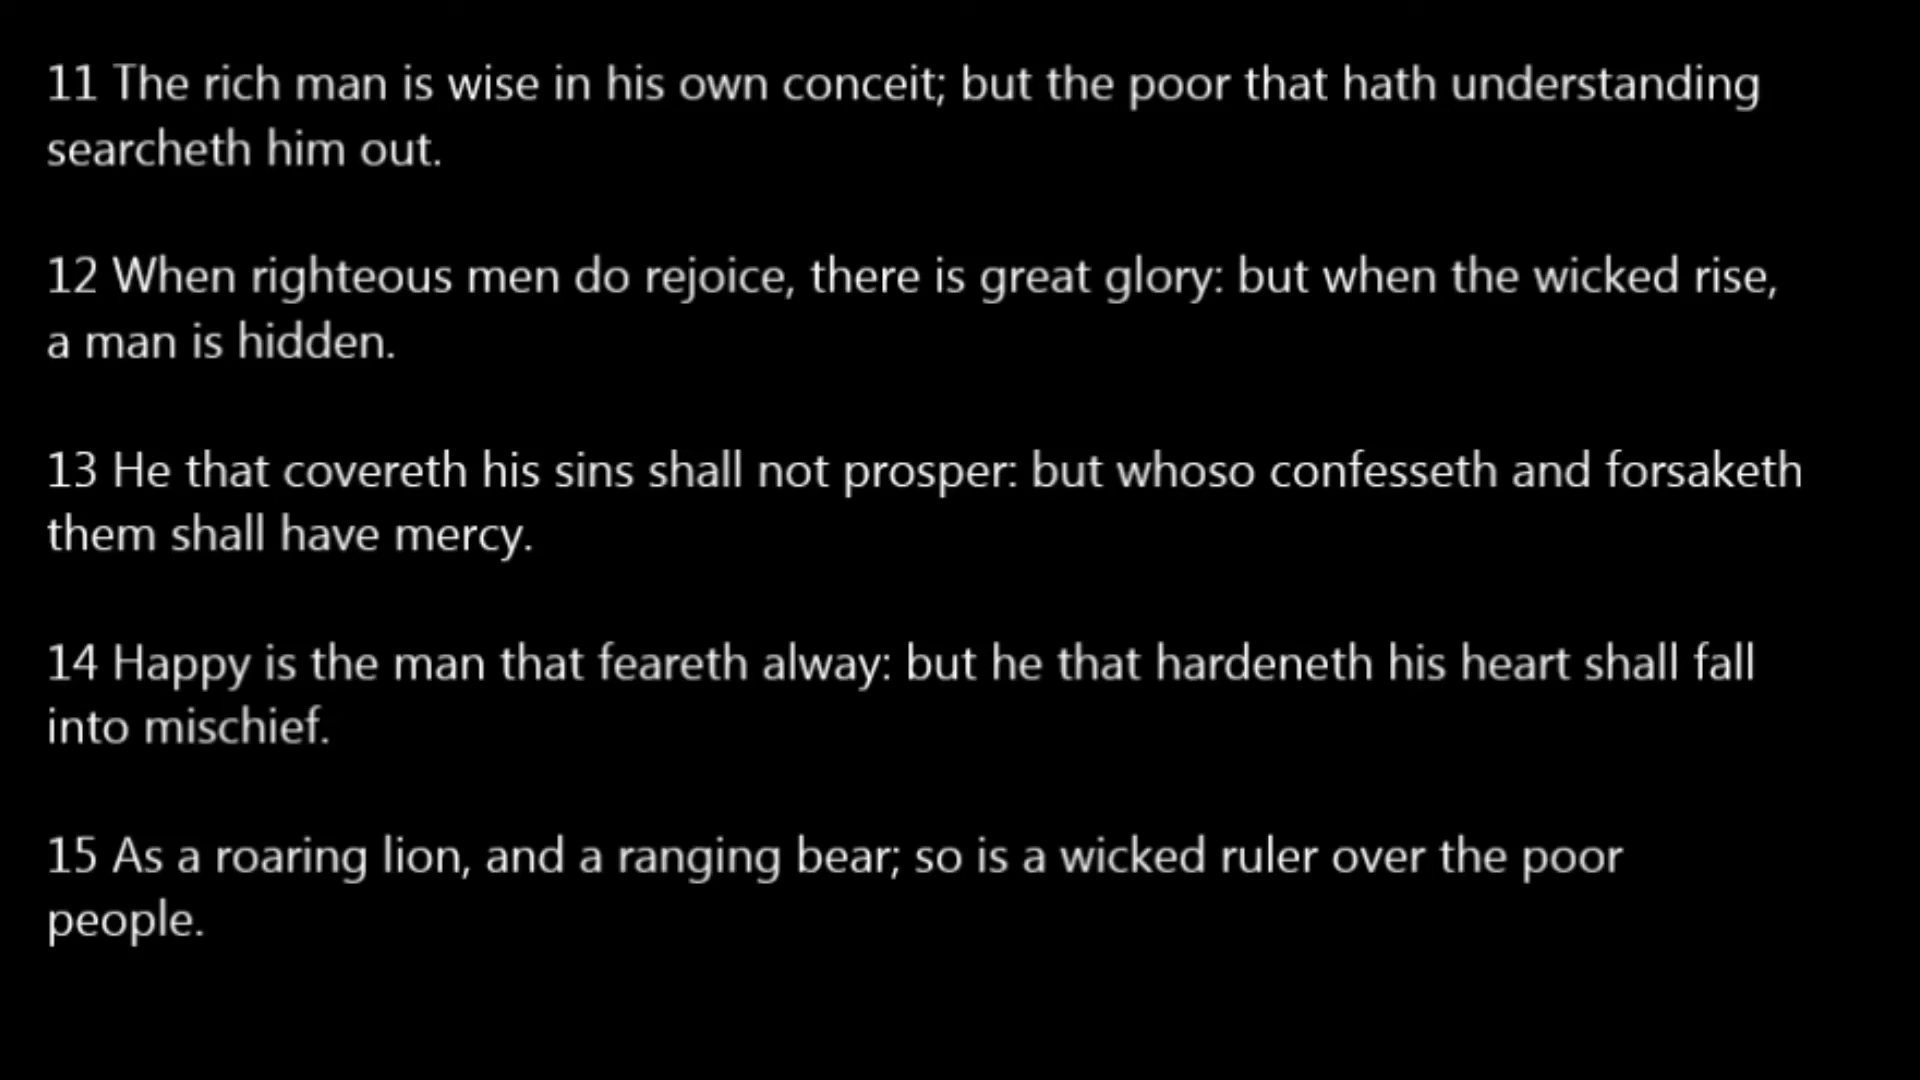 11 The rich man is wise in his own conceit; but the poor that hath understanding
searcheth him out.
12 When righteous men do rejoice, there is great glory: but when the wicked rise,
a man is hidden.
13 He that covereth his sins shall not prosper: but whoso confesseth and forsaketh
them shall have mercy.
14 Happy is the man that feareth alway: but he that hardeneth his heart shall fall
into mischief.
15 As a roaring lion, and a ranging bear; so is a wicked ruler over the poor
people.